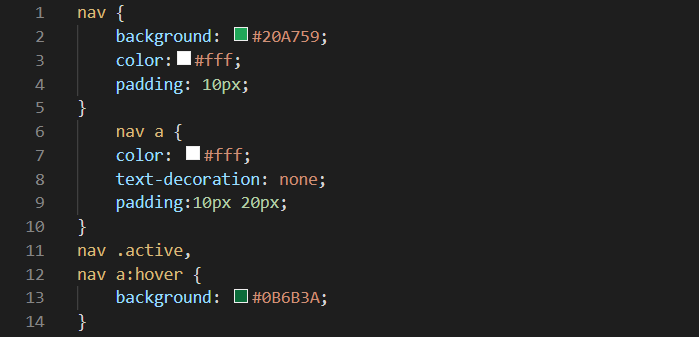 1 nav {
2 background: #20A759;
3 color: #fff;
4 padding: 10px;
5 }
6 nav a {
7 color: #fff;
8 text-decoration: none;
9 padding:10px 20px;
10 }
11 nav .active,
12 nav a:hover {
13 background: #0B6B3A;
14 }